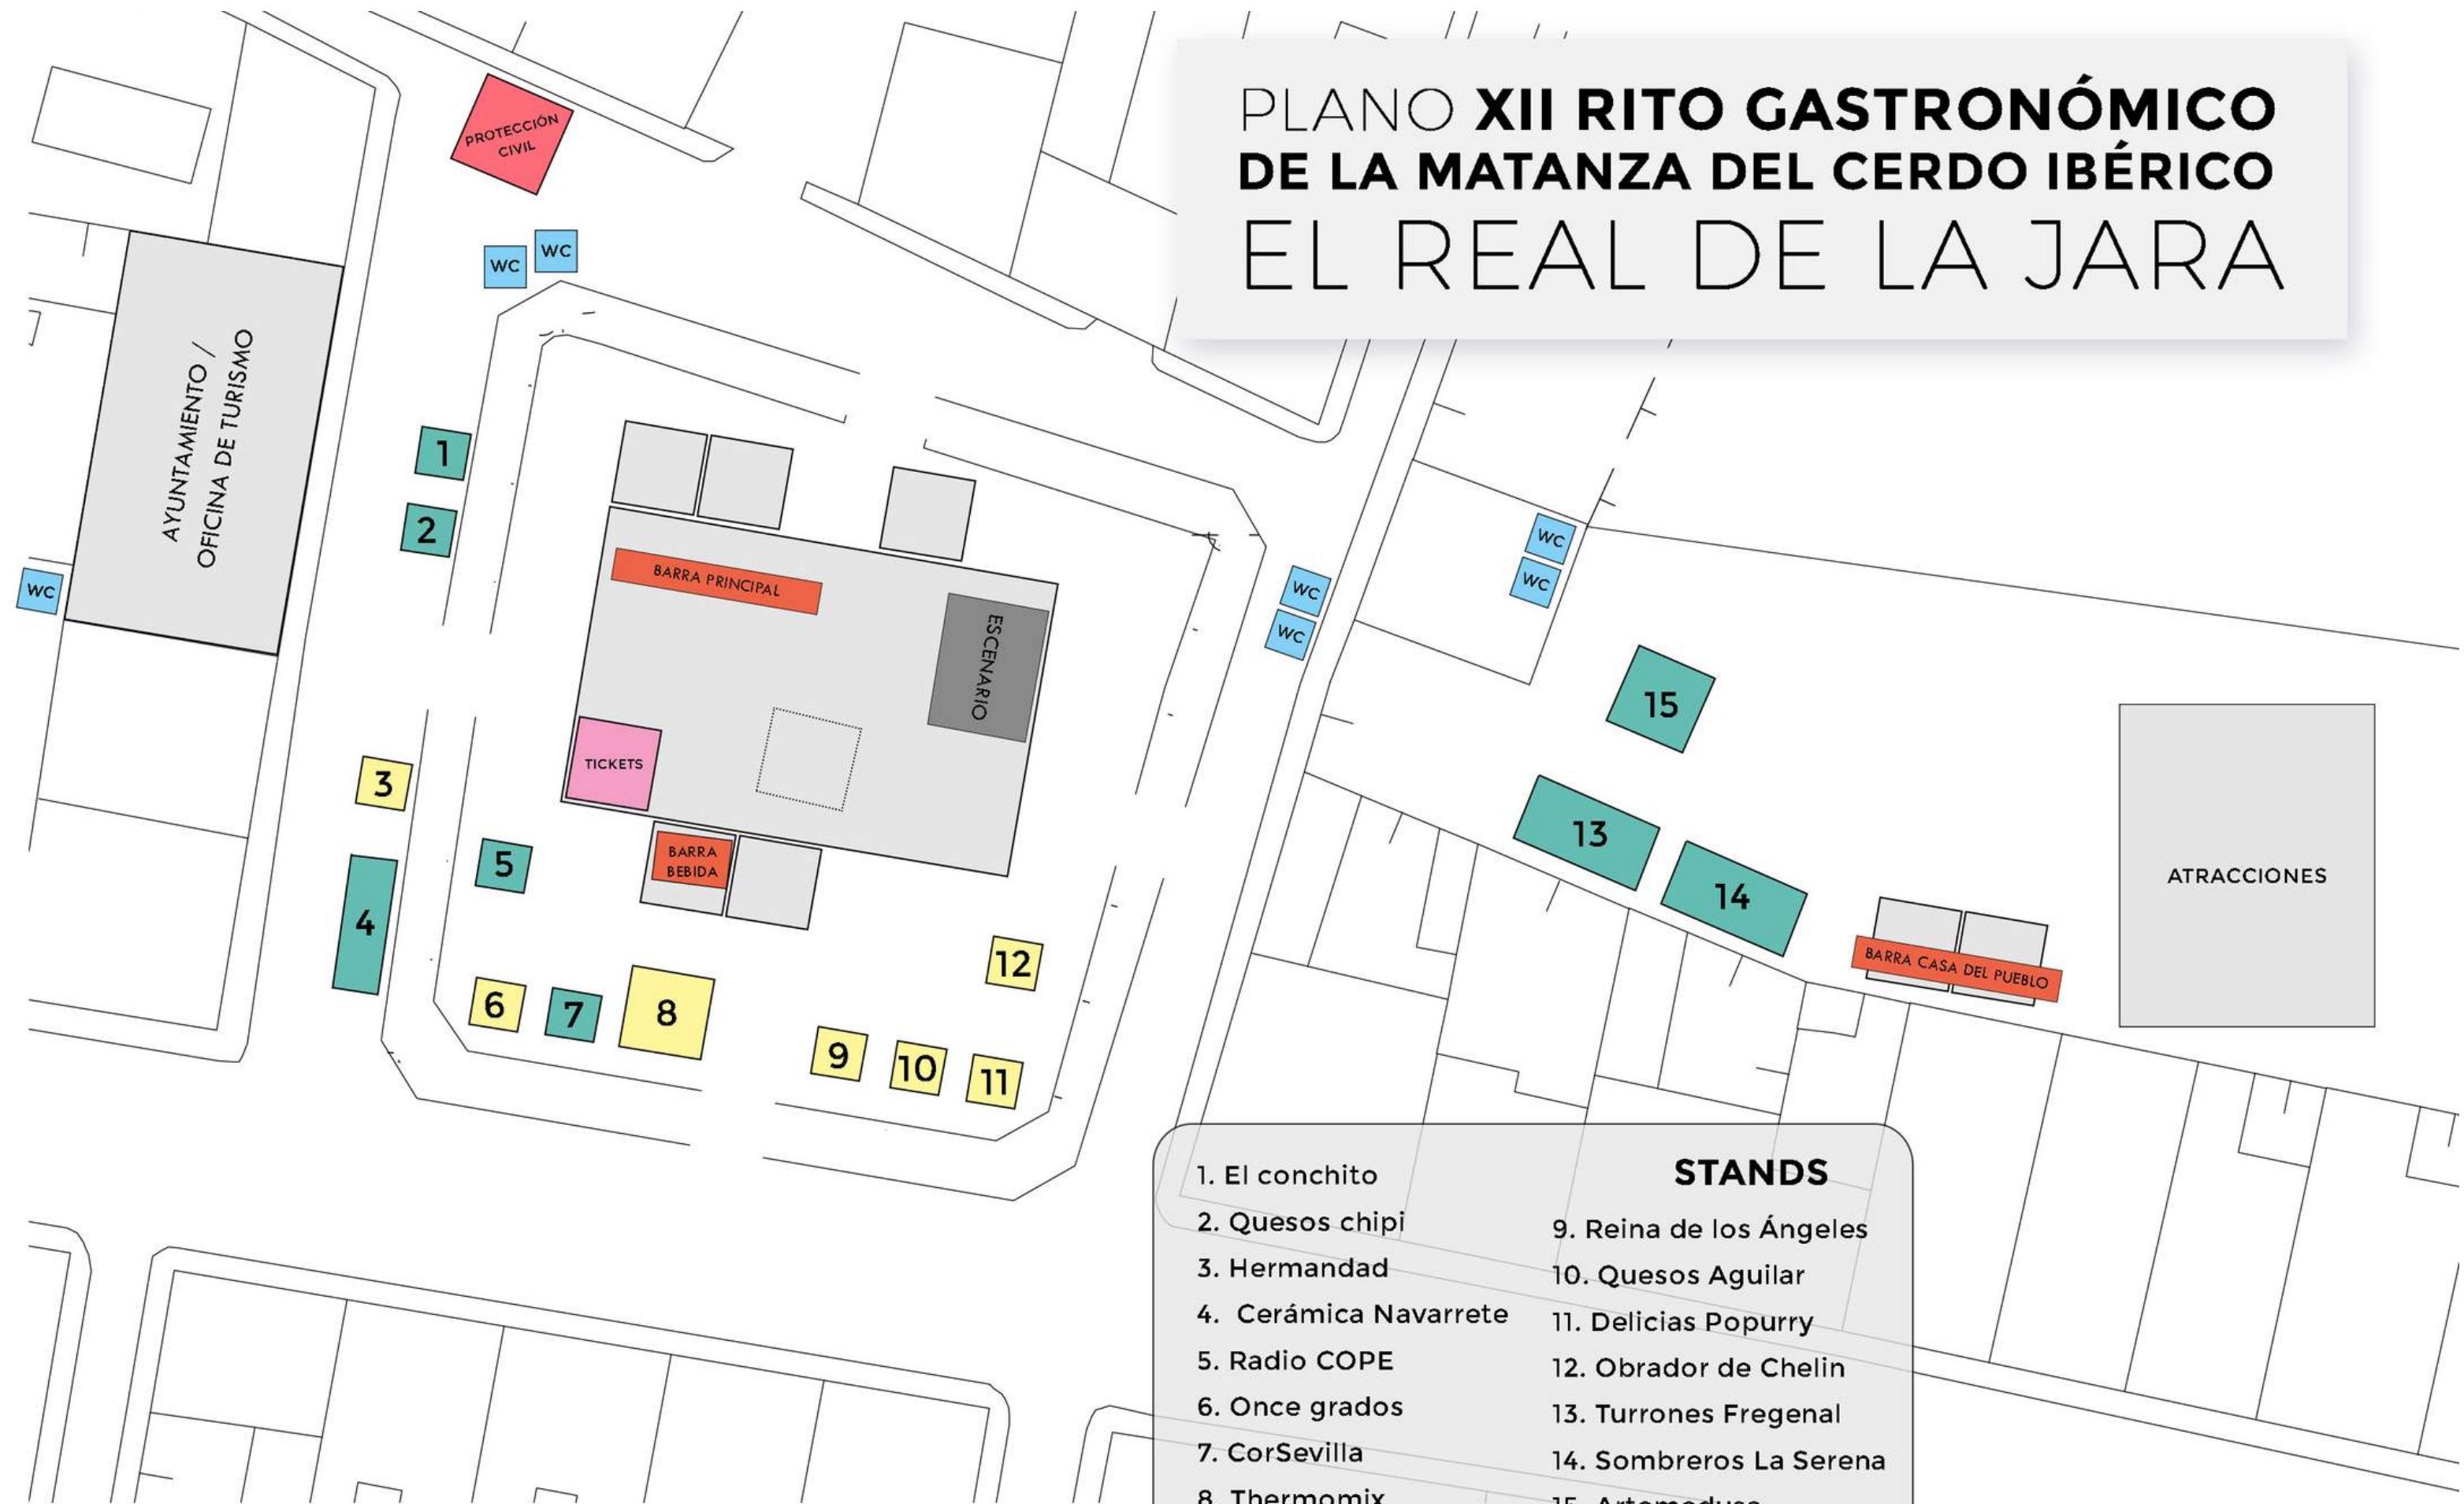 PLANO XII RITO GASTRONÓMICO
DE LA MATANZA DEL CERDO IBÉRICO
EL REAL DE LA JARA
PROTECCIÓN
CIVIL
WC
WC
AYUNTAMIENTO /
OFICINA DE TURISMO
WC
1
2
BARRA PRINCIPAL
ESCENARIO
TICKETS
BARRA
BEBIDA
3
4
5
6
7
8
9
10
11
12
WC
WC
WC
WC
15
13
14
BARRA CASA DEL PUEBLO
ATRACCIONES
STANDS
1. El conchito
2. Quesos chipi
3. Hermandad
4. Cerámica Navarrete
5. Radio COPE
6. Once grados
7. CorSevilla
8. Thermomix
9. Reina de los Ángeles
10. Quesos Aguilar
11. Delicias Popurry
12. Obrador de Chelin
13. Turrones Fregenal
14. Sombreros La Serena
15. Artemedusa